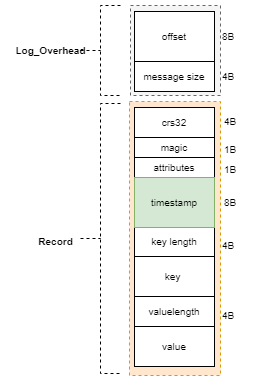 offset
8B
Log_Overhead
message size
4B
crs32
4B
magic
1B
attributes
1B
timestamp
8B
Record
key length
4B
key
valuelength
4B
value